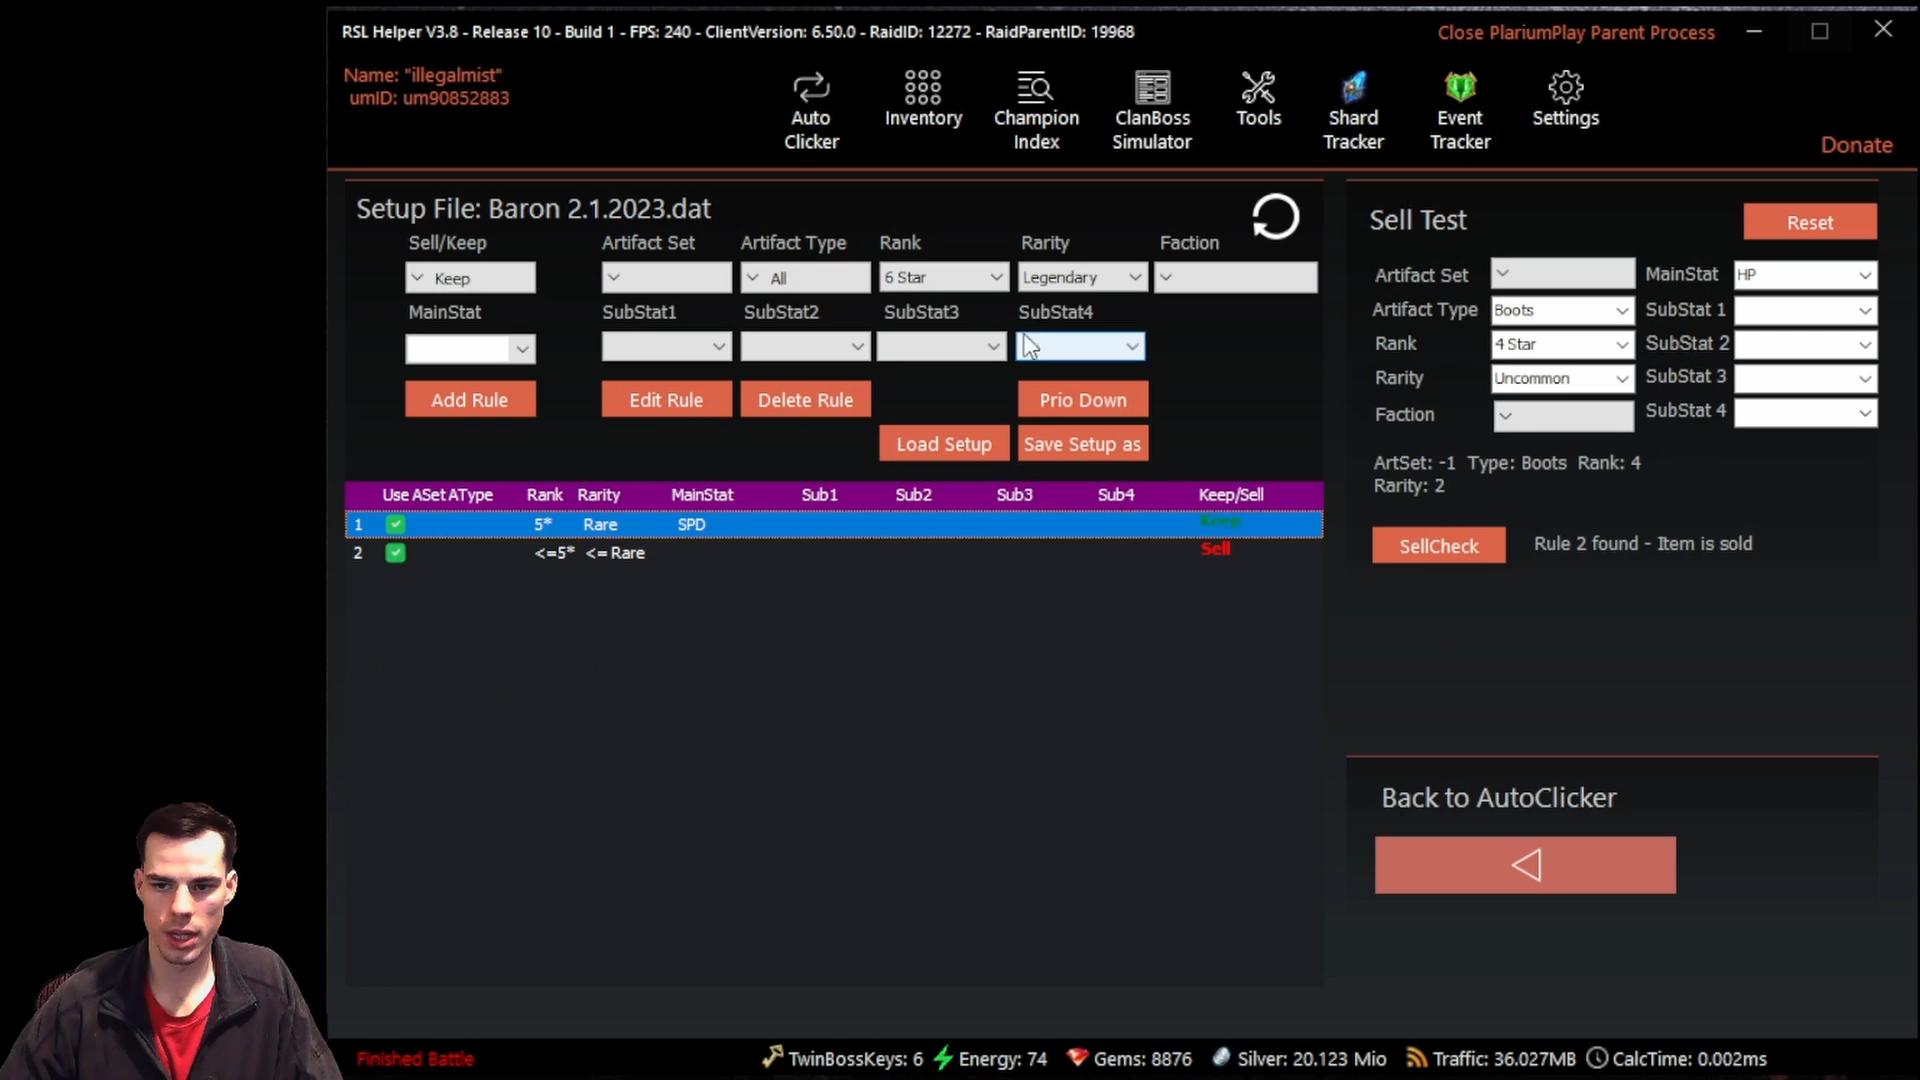 RSL Helper V3.8 - Release 10 - Build 1 - FPS: 240 - ClientVersion: 6.50.0 - RaidID: 12272 - RaidParentID: 19968
Close PlariumPlay Parent Process
Name: "illegalmist"
umID: um90852883
Auto Clicker
Inventory
Champion Index
ClanBoss Simulator
Tools
Shard Tracker
Event Tracker
Settings
Donate
Setup File: Baron 2.1.2023.dat
Sell/Keep Artifact Set Artifact Type Rank Rarity Faction
Keep All 6 Star Legendary
MainStat SubStat1 SubStat2 SubStat3 SubStat4
Add Rule Edit Rule Delete Rule Prio Down
Load Setup Save Setup as
Use ASet AType Rank Rarity MainStat Sub1 Sub2 Sub3 Sub4 Keep/Sell
1 5* Rare SPD Keep
2 <=5* <= Rare Sell
Sell Test
Reset
Artifact Set MainStat HP
Artifact Type Boots SubStat 1
Rank 4 Star SubStat 2
Rarity Uncommon SubStat 3
Faction SubStat 4
ArtSet: -1 Type: Boots Rank: 4
Rarity: 2
SellCheck Rule 2 found - Item is sold
Back to AutoClicker
Finished Battle
TwinBossKeys: 6 Energy: 74 Gems: 8876 Silver: 20.123 Mio Traffic: 36.027MB CalcTime: 0.002ms